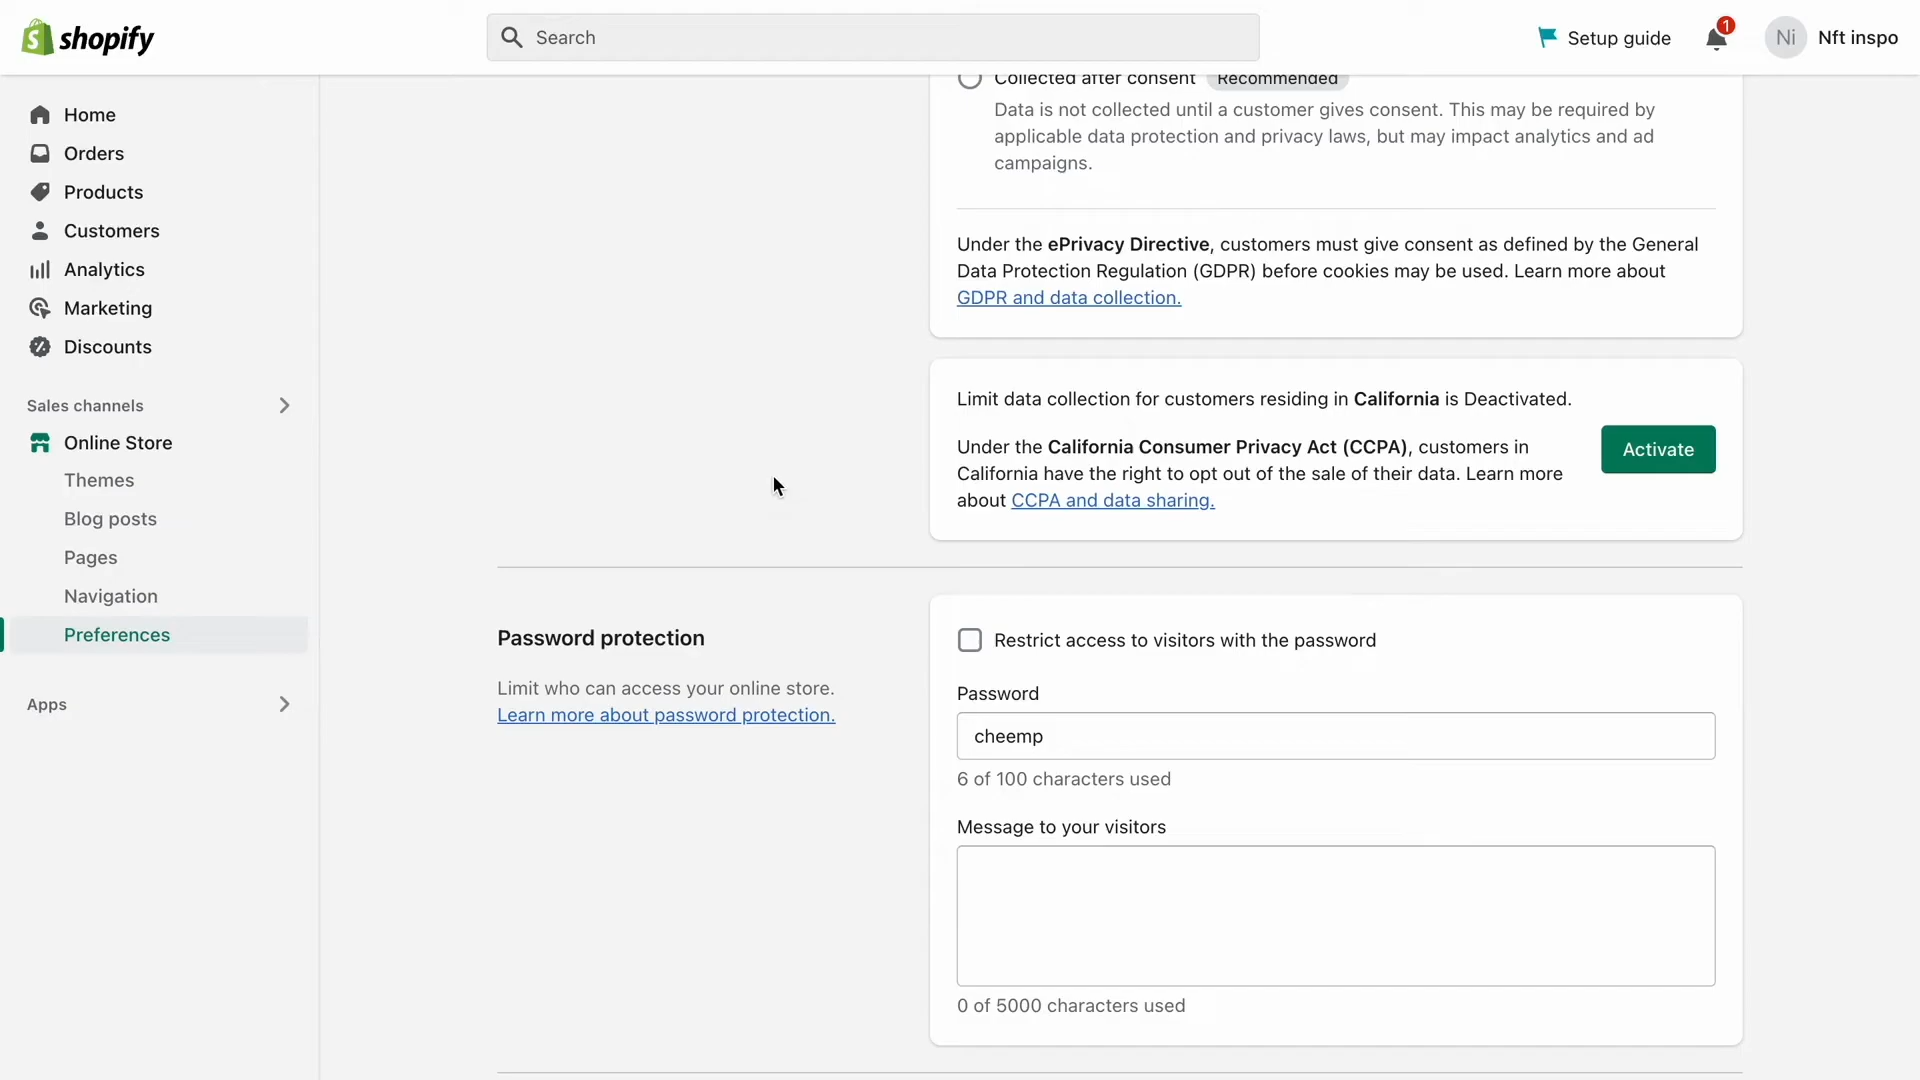 shopify
Search
Setup guide
1
Ni
Nft inspo
Home
Orders
Products
Customers
Analytics
Marketing
Discounts
Sales channels
Online Store
Themes
Blog posts
Pages
Navigation
Preferences
Apps
Collected after consent Recommended
Data is not collected until a customer gives consent. This may be required by
applicable data protection and privacy laws, but may impact analytics and ad
campaigns.
Under the ePrivacy Directive, customers must give consent as defined by the General
Data Protection Regulation (GDPR) before cookies may be used. Learn more about
GDPR and data collection.
Limit data collection for customers residing in California is Deactivated.
Under the California Consumer Privacy Act (CCPA), customers in
California have the right to opt out of the sale of their data. Learn more
about CCPA and data sharing.
Activate
Password protection
Limit who can access your online store.
Learn more about password protection.
Restrict access to visitors with the password
Password
cheemp
6 of 100 characters used
Message to your visitors
0 of 5000 characters used